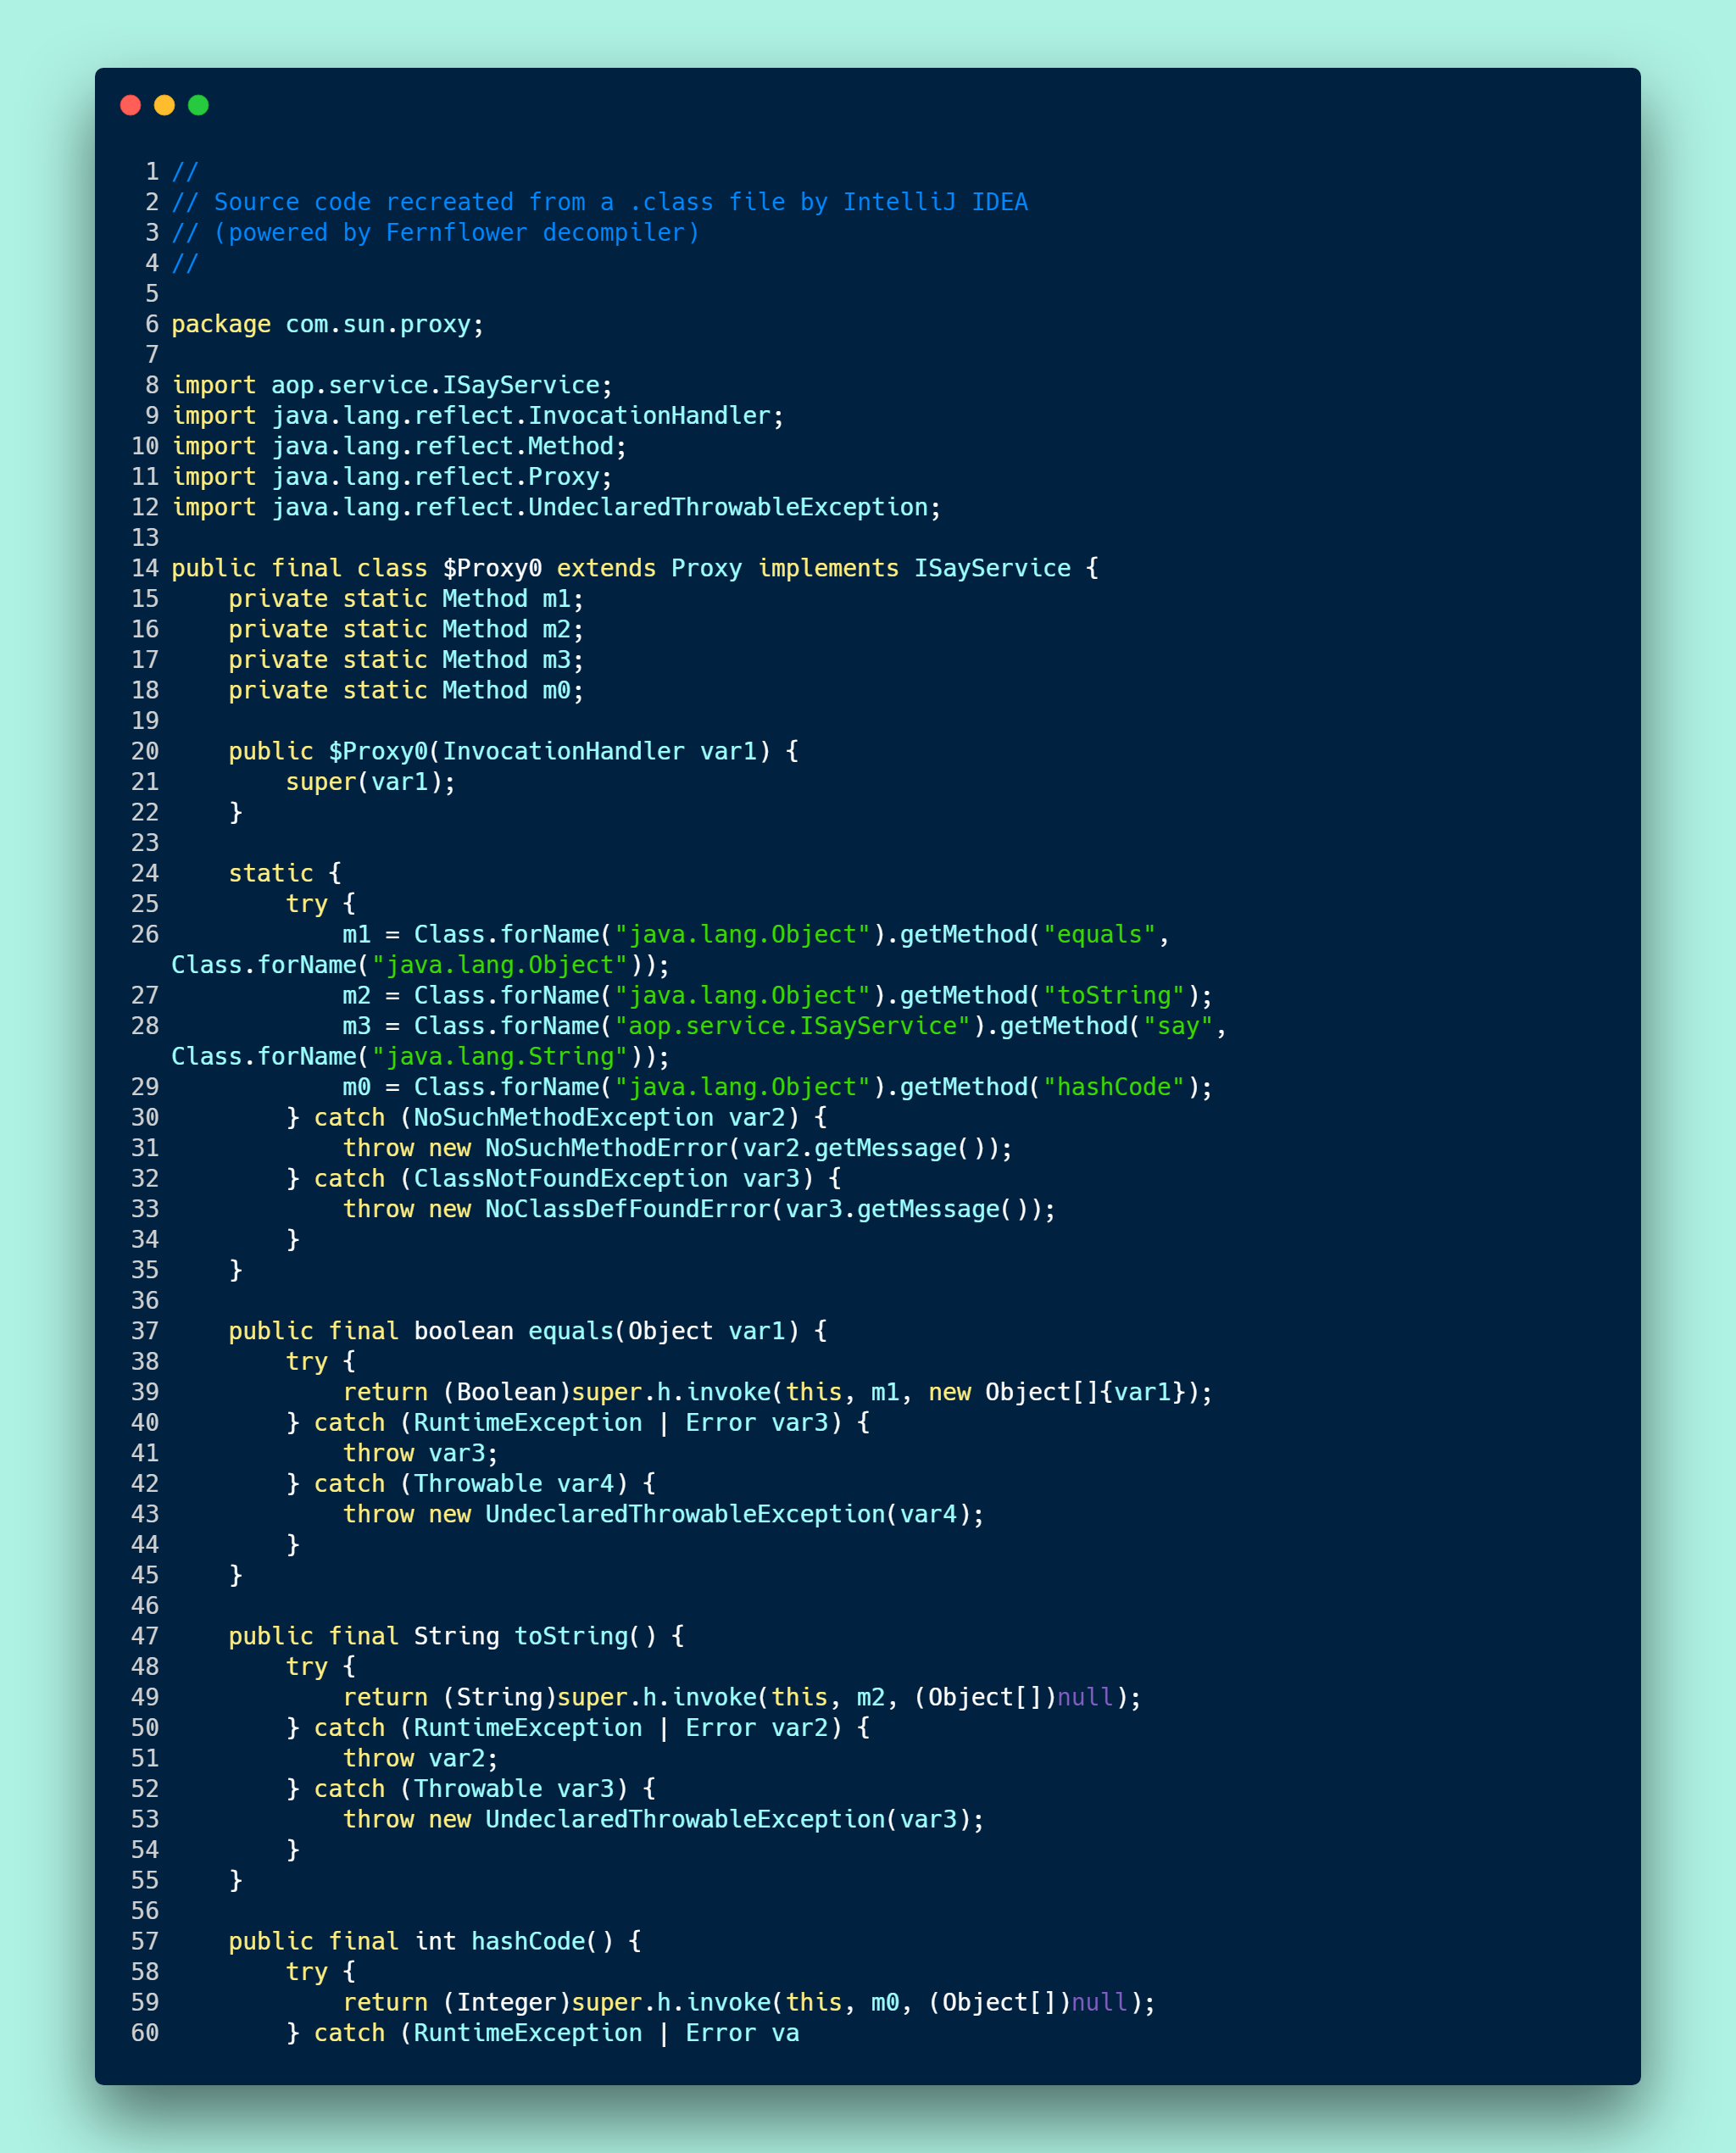 1 //
2 // Source code recreated from a .class file by IntelliJ IDEA
3 // (powered by Fernflower decompiler)
4 //
5
6 package com.sun.proxy;
7
8 import aop.service.ISayService;
9 import java.lang.reflect.InvocationHandler;
10 import java.lang.reflect.Method;
11 import java.lang.reflect.Proxy;
12 import java.lang.reflect.UndeclaredThrowableException;
13
14 public final class $Proxy0 extends Proxy implements ISayService {
15     private static Method m1;
16     private static Method m2;
17     private static Method m3;
18     private static Method m0;
19
20     public $Proxy0(InvocationHandler var1) {
21         super(var1);
22     }
23
24     static {
25         try {
26             m1 = Class.forName("java.lang.Object").getMethod("equals",
Class.forName("java.lang.Object"));
27             m2 = Class.forName("java.lang.Object").getMethod("toString");
28             m3 = Class.forName("aop.service.ISayService").getMethod("say",
Class.forName("java.lang.String"));
29             m0 = Class.forName("java.lang.Object").getMethod("hashCode");
30         } catch (NoSuchMethodException var2) {
31             throw new NoSuchMethodError(var2.getMessage());
32         } catch (ClassNotFoundException var3) {
33             throw new NoClassDefFoundError(var3.getMessage());
34         }
35     }
36
37     public final boolean equals(Object var1) {
38         try {
39             return (Boolean)super.h.invoke(this, m1, new Object[]{var1});
40         } catch (RuntimeException | Error var3) {
41             throw var3;
42         } catch (Throwable var4) {
43             throw new UndeclaredThrowableException(var4);
44         }
45     }
46
47     public final String toString() {
48         try {
49             return (String)super.h.invoke(this, m2, (Object[])null);
50         } catch (RuntimeException | Error var2) {
51             throw var2;
52         } catch (Throwable var3) {
53             throw new UndeclaredThrowableException(var3);
54         }
55     }
56
57     public final int hashCode() {
58         try {
59             return (Integer)super.h.invoke(this, m0, (Object[])null);
60         } catch (RuntimeException | Error va